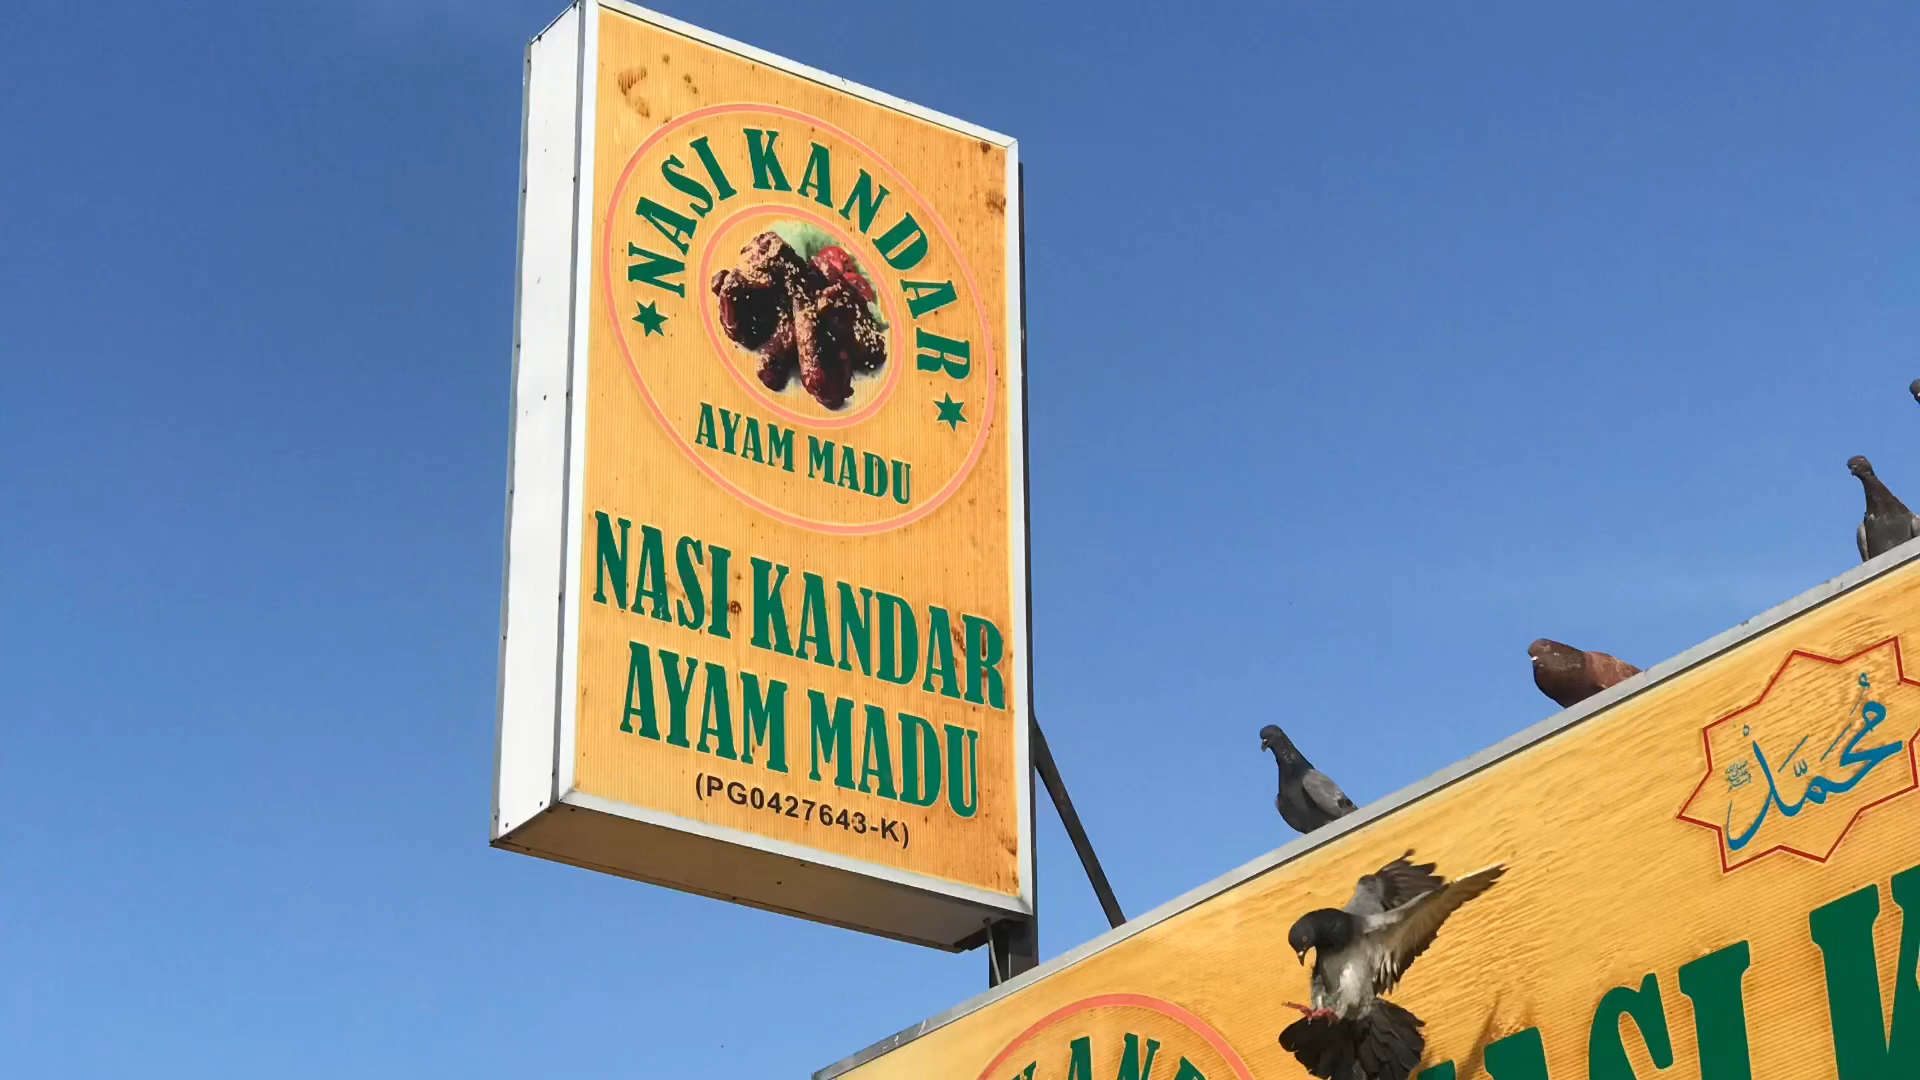 NASI KANDAR
AYAM MADU
NASI KANDAR
AYAM MADU
(PG0427643-K)
محمد